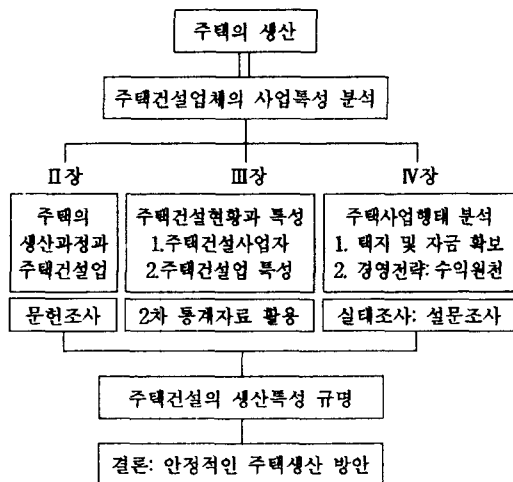 주택의 생산
주택건설업체의 사업특성 분석
Ⅱ장
주택의
생산과정과
주택건설업
문헌조사
Ⅲ장
주택건설현황과 특성
1.주택건설사업자
2.주택건설업 특성
2차 통계자료 활용
Ⅳ장
주택사업행태 분석
1. 택지 및 자금 확보
2. 경영전략: 수익원천
실태조사: 설문조사
주택건설의 생산특성 규명
결론: 안정적인 주택생산 방안